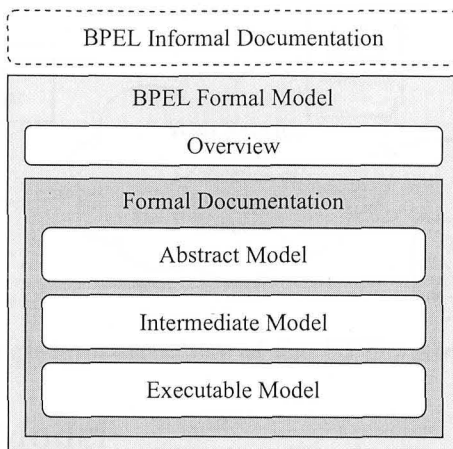 BPEL Informal Documentation
BPEL Formal Model
Overview
Formal Documentation
Abstract Model
Intermediate Model
Executable Model